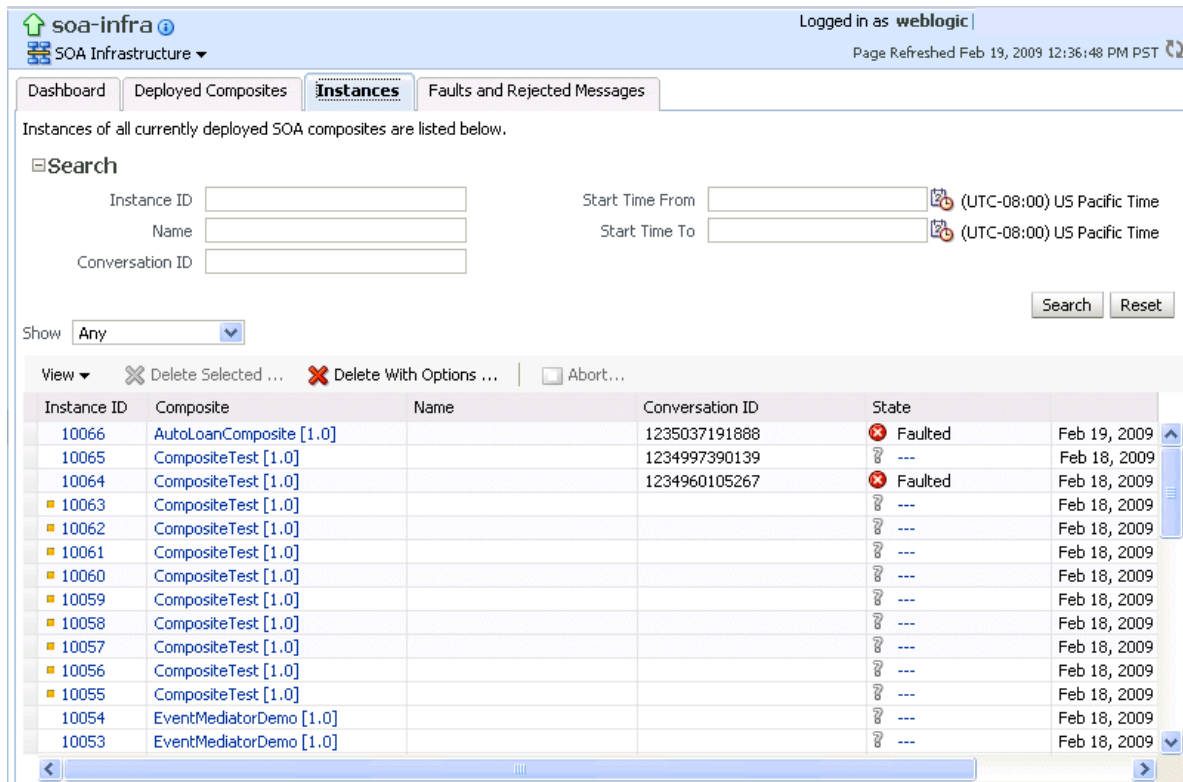 soa-infra
Logged in as weblogic
SOA Infrastructure
Page Refreshed Feb 19, 2009 12:36:48 PM PST
Dashboard Deployed Composites Instances Faults and Rejected Messages
Instances of all currently deployed SOA composites are listed below.
Search
Instance ID Start Time From (UTC-08:00) US Pacific Time
Name Start Time To (UTC-08:00) US Pacific Time
Conversation ID
Search Reset
Show Any
View Delete Selected ... Delete With Options ... Abort...
Instance ID Composite Name Conversation ID State
10066 AutoLoanComposite [1.0] 1235037191888 Faulted Feb 19, 2009
10065 CompositeTest [1.0] 1234997390139 ? --- Feb 18, 2009
10064 CompositeTest [1.0] 1234960105267 Faulted Feb 18, 2009
10063 CompositeTest [1.0] ? --- Feb 18, 2009
10062 CompositeTest [1.0] ? --- Feb 18, 2009
10061 CompositeTest [1.0] ? --- Feb 18, 2009
10060 CompositeTest [1.0] ? --- Feb 18, 2009
10059 CompositeTest [1.0] ? --- Feb 18, 2009
10058 CompositeTest [1.0] ? --- Feb 18, 2009
10057 CompositeTest [1.0] ? --- Feb 18, 2009
10056 CompositeTest [1.0] ? --- Feb 18, 2009
10055 CompositeTest [1.0] ? --- Feb 18, 2009
10054 EventMediatorDemo [1.0] ? --- Feb 18, 2009
10053 EventMediatorDemo [1.0] ? --- Feb 18, 2009